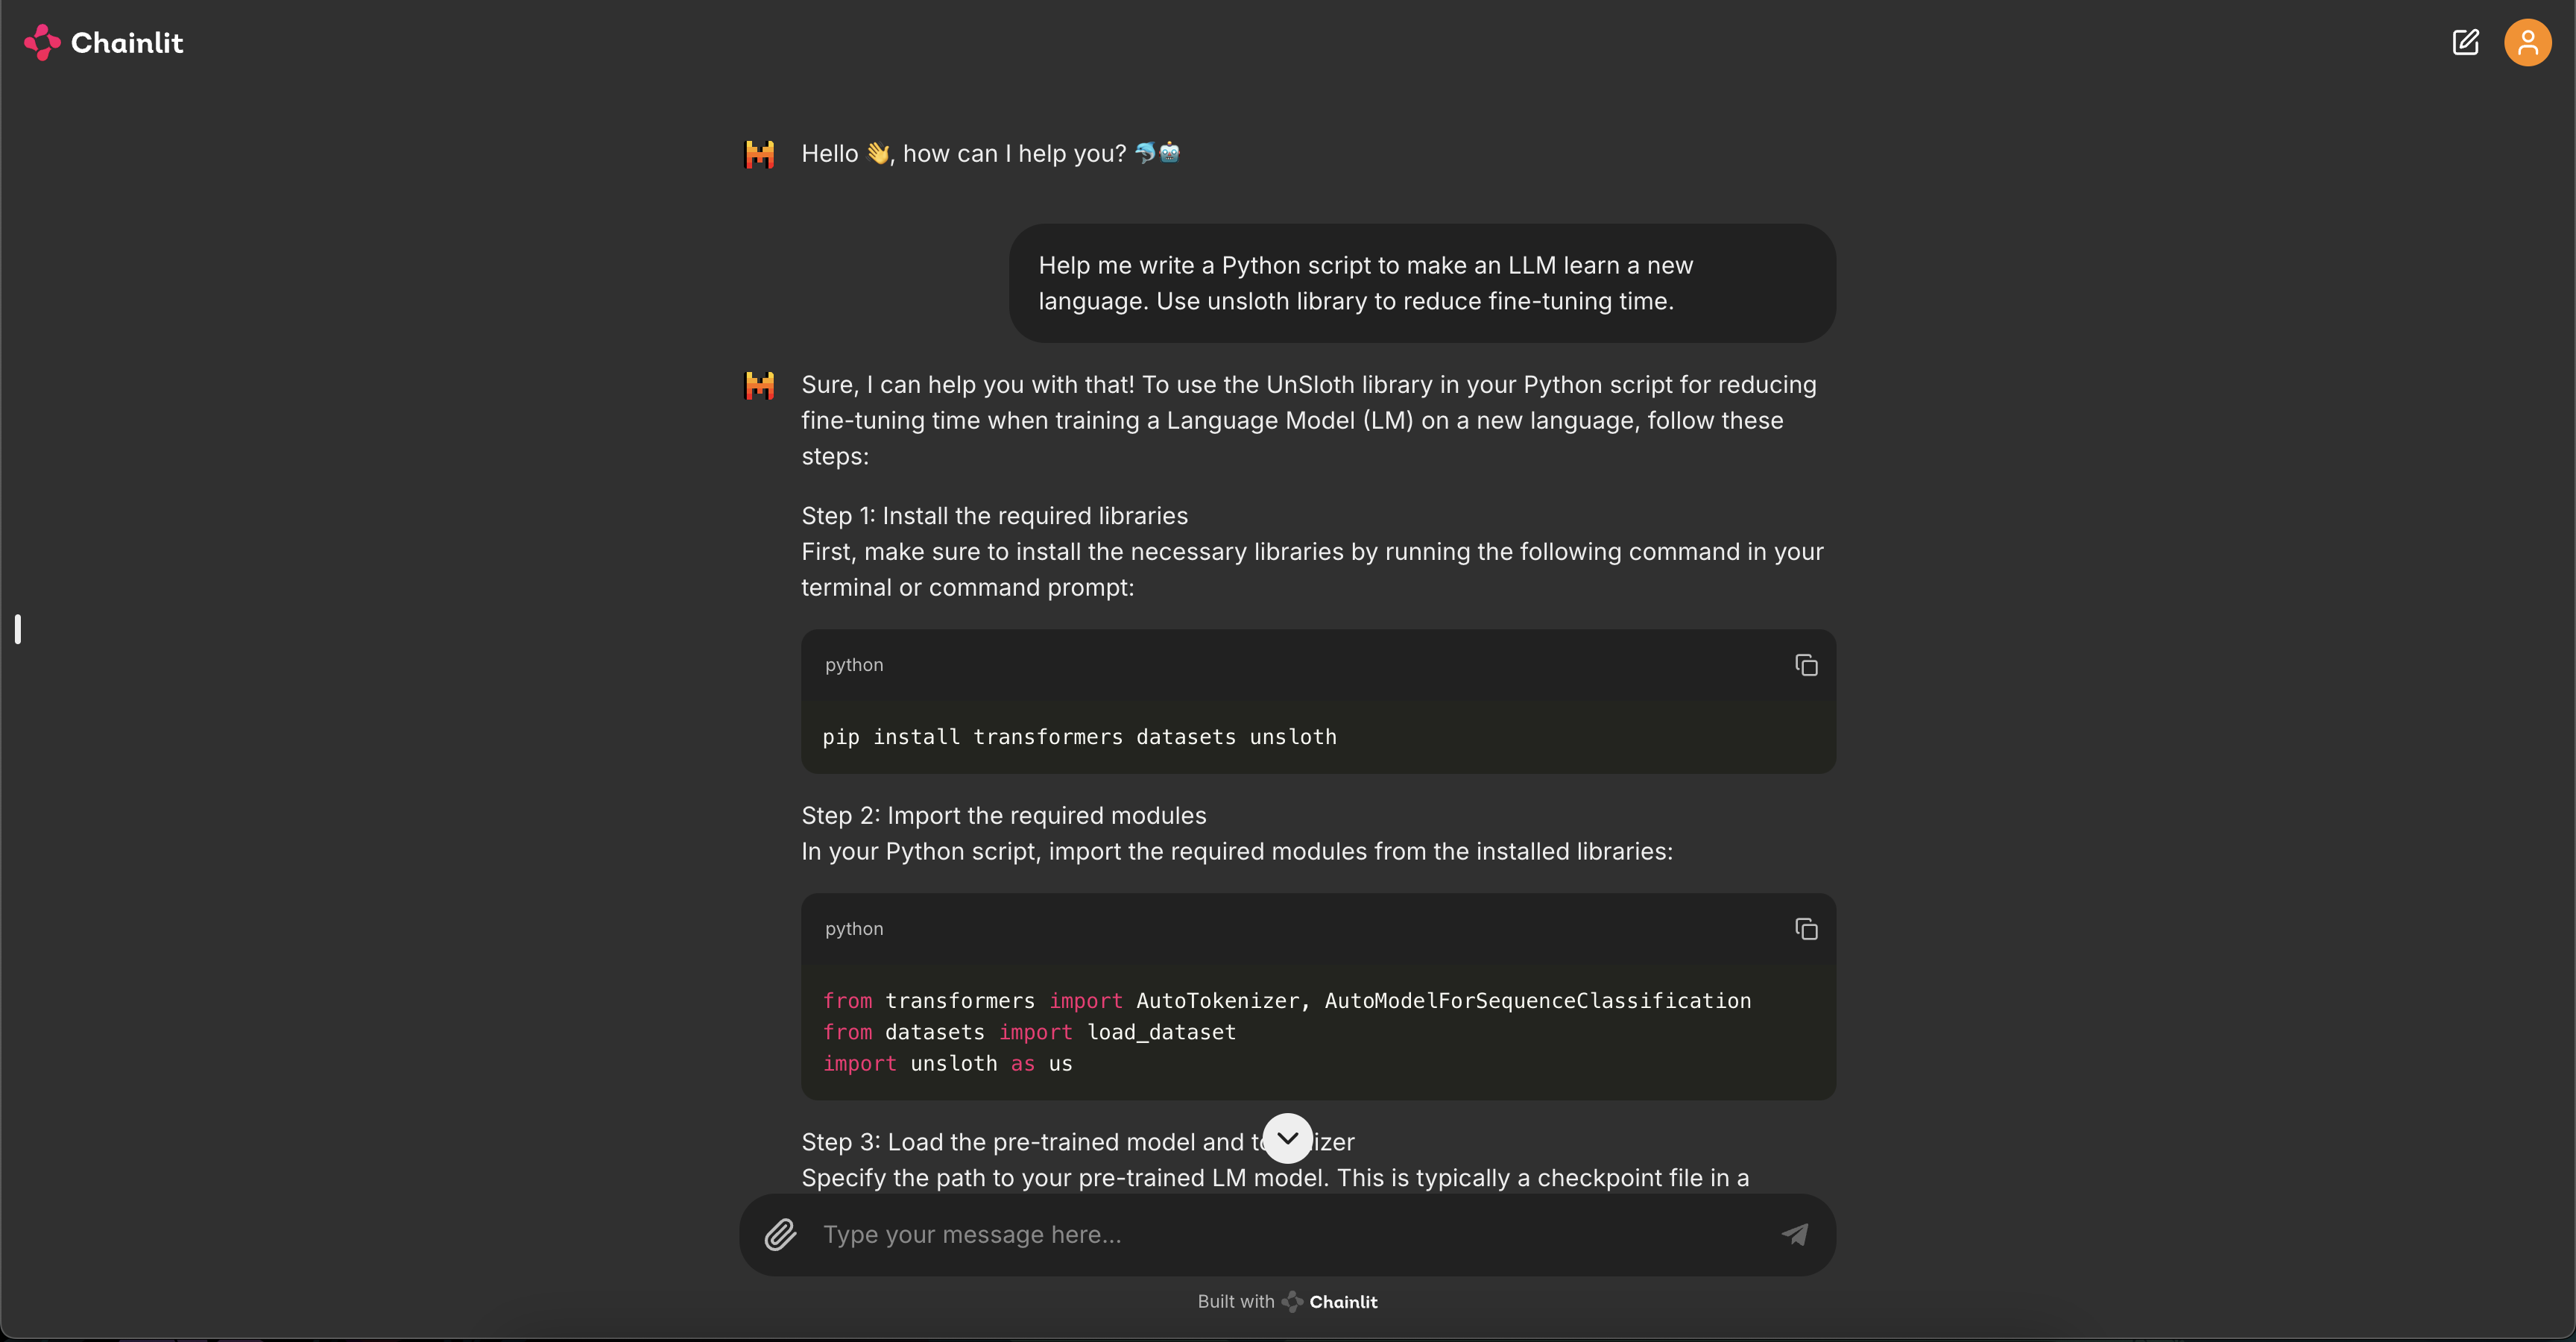 Chainlit
Hello 👋, how can I help you? 🐬🤖
Help me write a Python script to make an LLM learn a new
language. Use unsloth library to reduce fine-tuning time.
Sure, I can help you with that! To use the UnSloth library in your Python script for reducing
fine-tuning time when training a Language Model (LM) on a new language, follow these
steps:
Step 1: Install the required libraries
First, make sure to install the necessary libraries by running the following command in your
terminal or command prompt:
python
pip install transformers datasets unsloth
Step 2: Import the required modules
In your Python script, import the required modules from the installed libraries:
python
from transformers import AutoTokenizer, AutoModelForSequenceClassification
from datasets import load_dataset
import unsloth as us
Step 3: Load the pre-trained model and
Specify the path to your pre-trained LM model. This is typically a checkpoint file in a
Type your message here...
Built with Chainlit